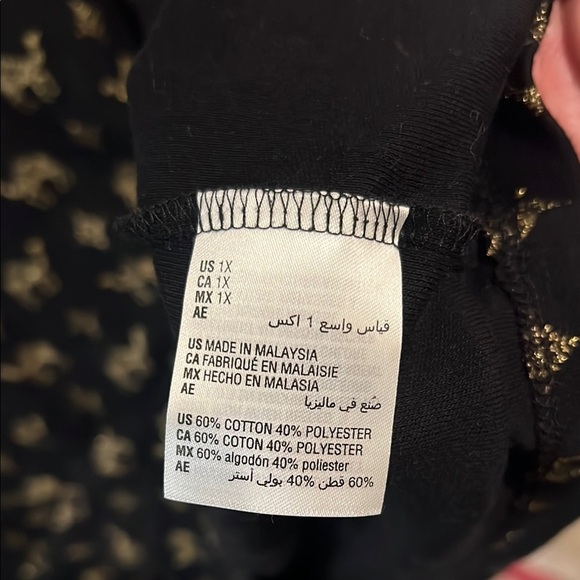 US 1X
CA 1X
MX 1X
AE
قياس واسع 1 اكس
US MADE IN MALAYSIA
CA FABRIQUÉ EN MALAISIE
MX HECHO EN MALASIA
AE
صُنع في ماليزيا
US 60% COTTON 40% POLYESTER
CA 60% COTON 40% POLYESTER
MX 60% algodón 40% poliester
AE
60% قطن 40% بولي أستر